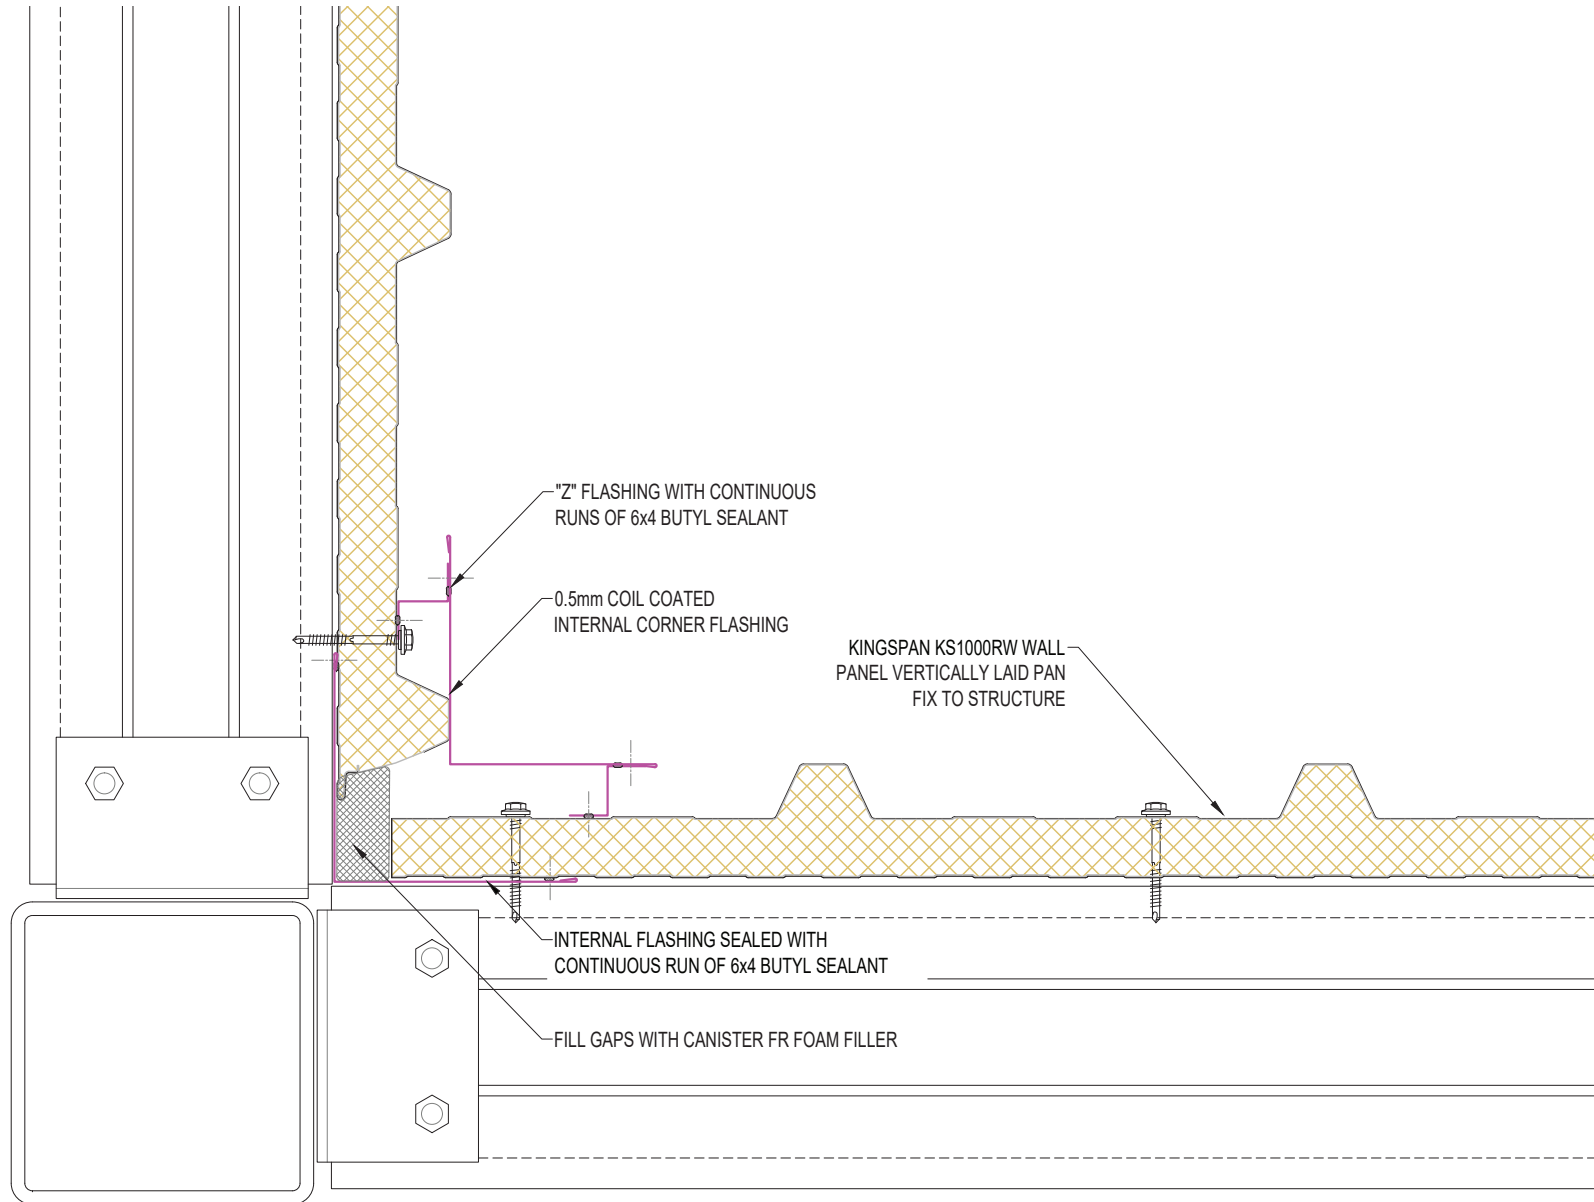 "Z" FLASHING WITH CONTINUOUS
RUNS OF 6x4 BUTYL SEALANT
0.5mm COIL COATED
INTERNAL CORNER FLASHING
KINGSPAN KS1000RW WALL
PANEL VERTICALLY LAID PAN
FIX TO STRUCTURE
INTERNAL FLASHING SEALED WITH
CONTINUOUS RUN OF 6x4 BUTYL SEALANT
FILL GAPS WITH CANISTER FR FOAM FILLER